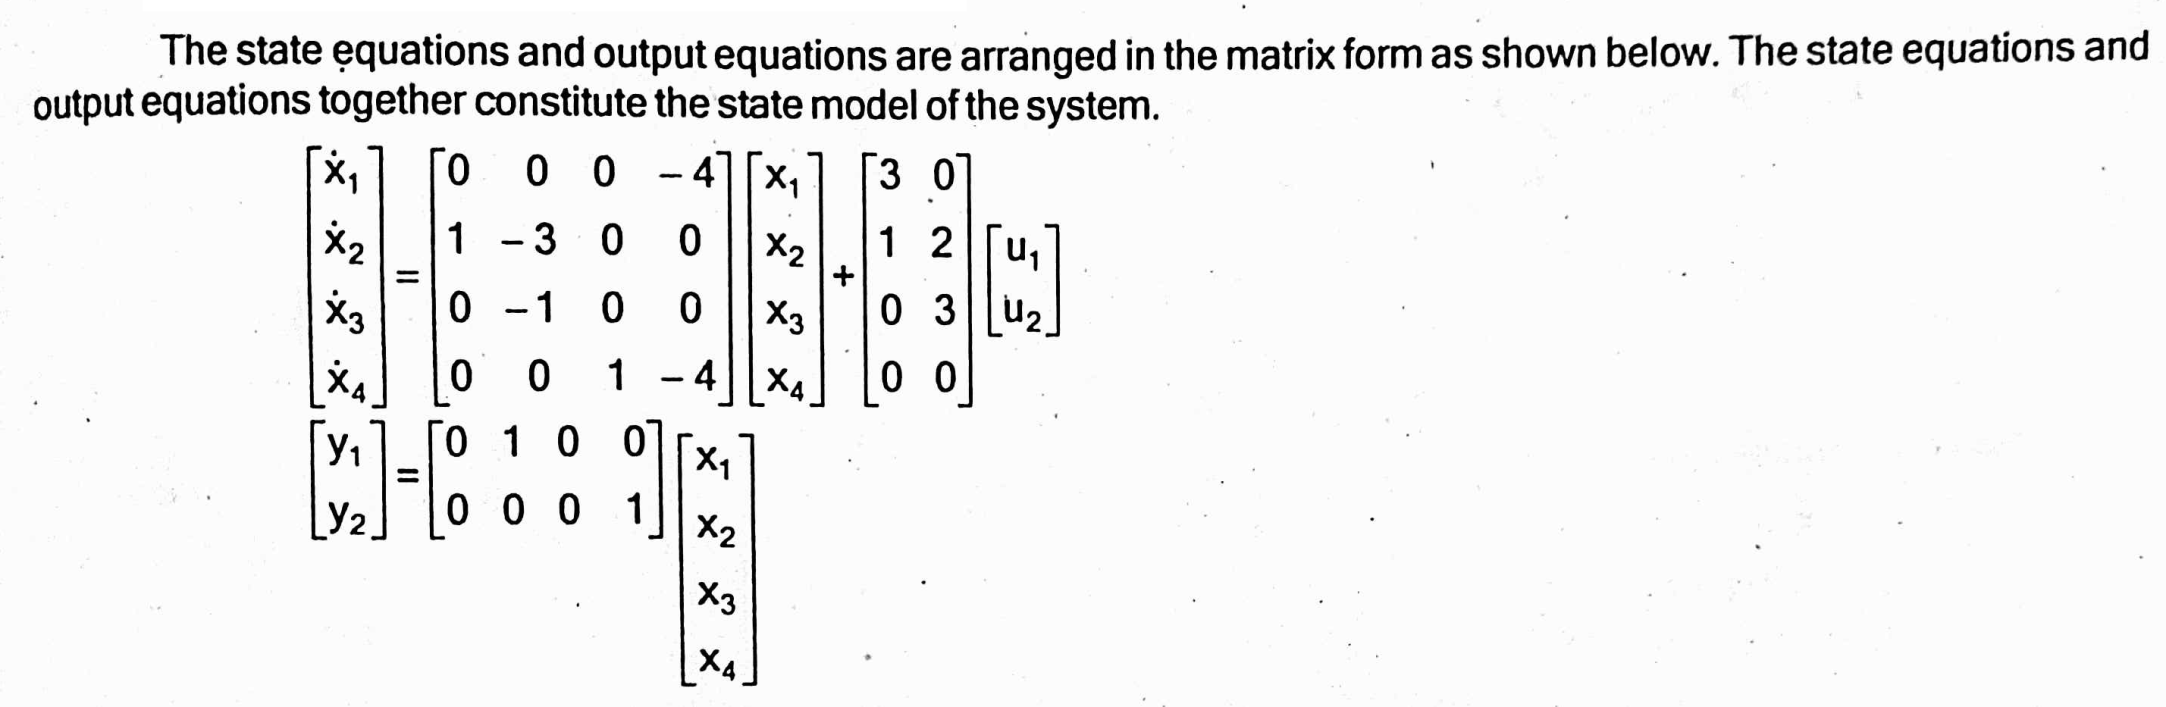 The state equations and output equations are arranged in the matrix form as shown below. The state equations and
output equations together constitute the state model of the system.
[ẋ₁ ẋ₂ ẋ₃ ẋ₄] = [0 0 0 −4; 1 −3 0 0; 0 −1 0 0; 0 0 1 −4] [x₁ x₂ x₃ x₄] + [3 0; 1 2; 0 3; 0 0] [u₁ u₂]
[y₁ y₂] = [0 1 0 0; 0 0 0 1] [x₁ x₂ x₃ x₄]